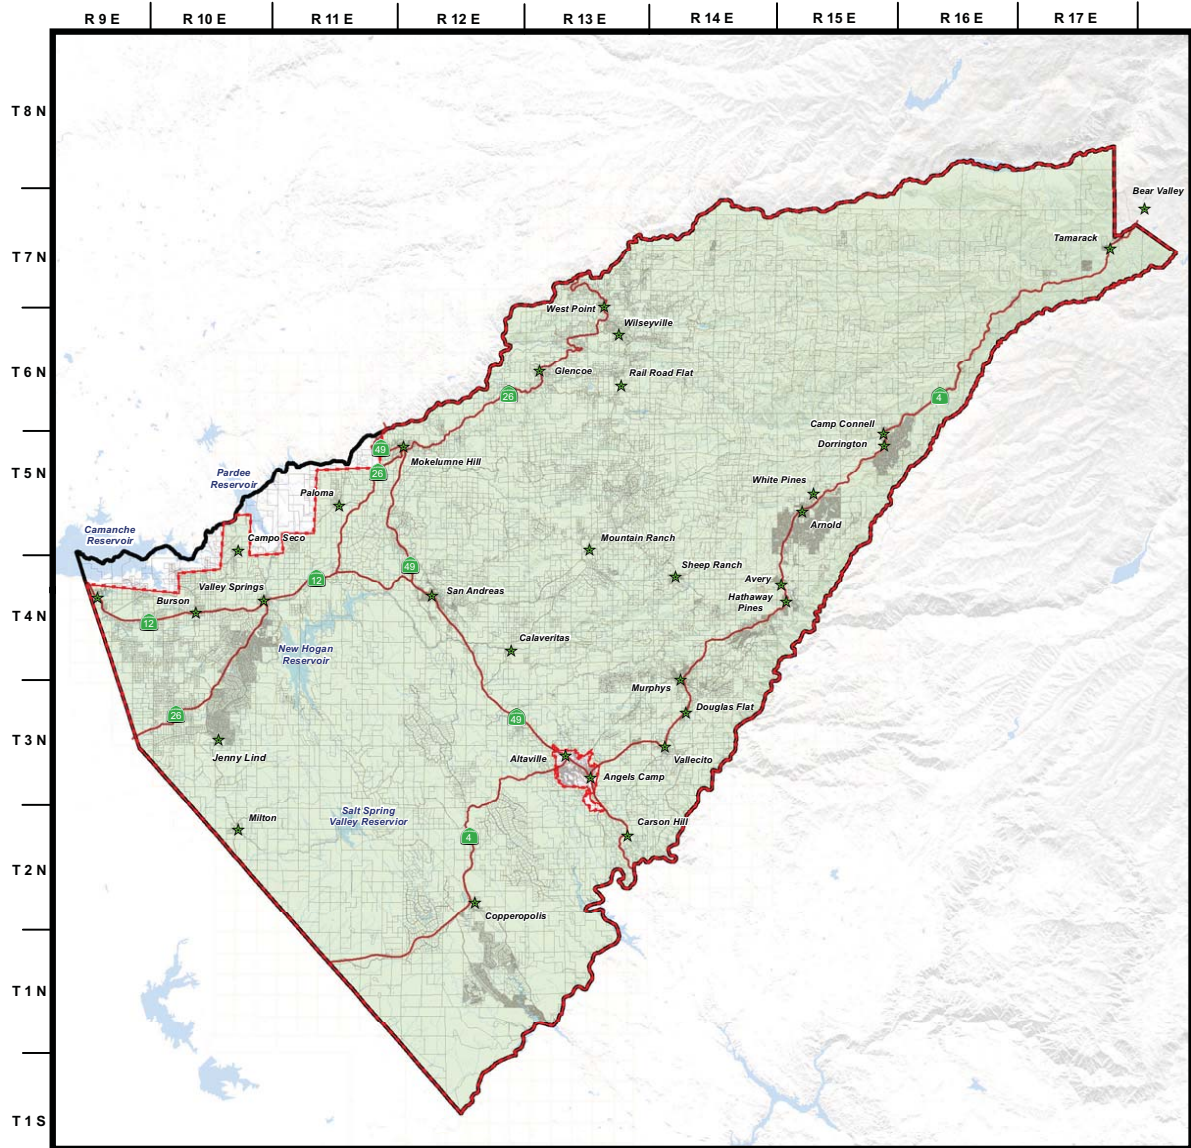 R 9 E
R 10 E
R 11 E
R 12 E
R 13 E
R 14 E
R 15 E
R 16 E
R 17 E
T 8 N
T 7 N
T 6 N
T 5 N
T 4 N
T 3 N
T 2 N
T 1 N
T 1 S
Bear Valley
Tamarack
West Point
Wilseyville
Glencoe
Rail Road Flat
26
4
Camp Connell
Dorrington
49
Mokelumne Hill
26
Pardee
Reservoir
Paloma
White Pines
Arnold
Camanche
Reservoir
Campo Seco
Mountain Ranch
Sheep Ranch
49
12
Valley Springs
Burson
San Andreas
Avery
Hathaway
Pines
12
Calaveritas
New Hogan
Reservoir
Murphys
Douglas Flat
26
49
Jenny Lind
Altaville
Vallecito
Angels Camp
Milton
Salt Spring
Valley Reservior
4
Carson Hill
Copperopolis